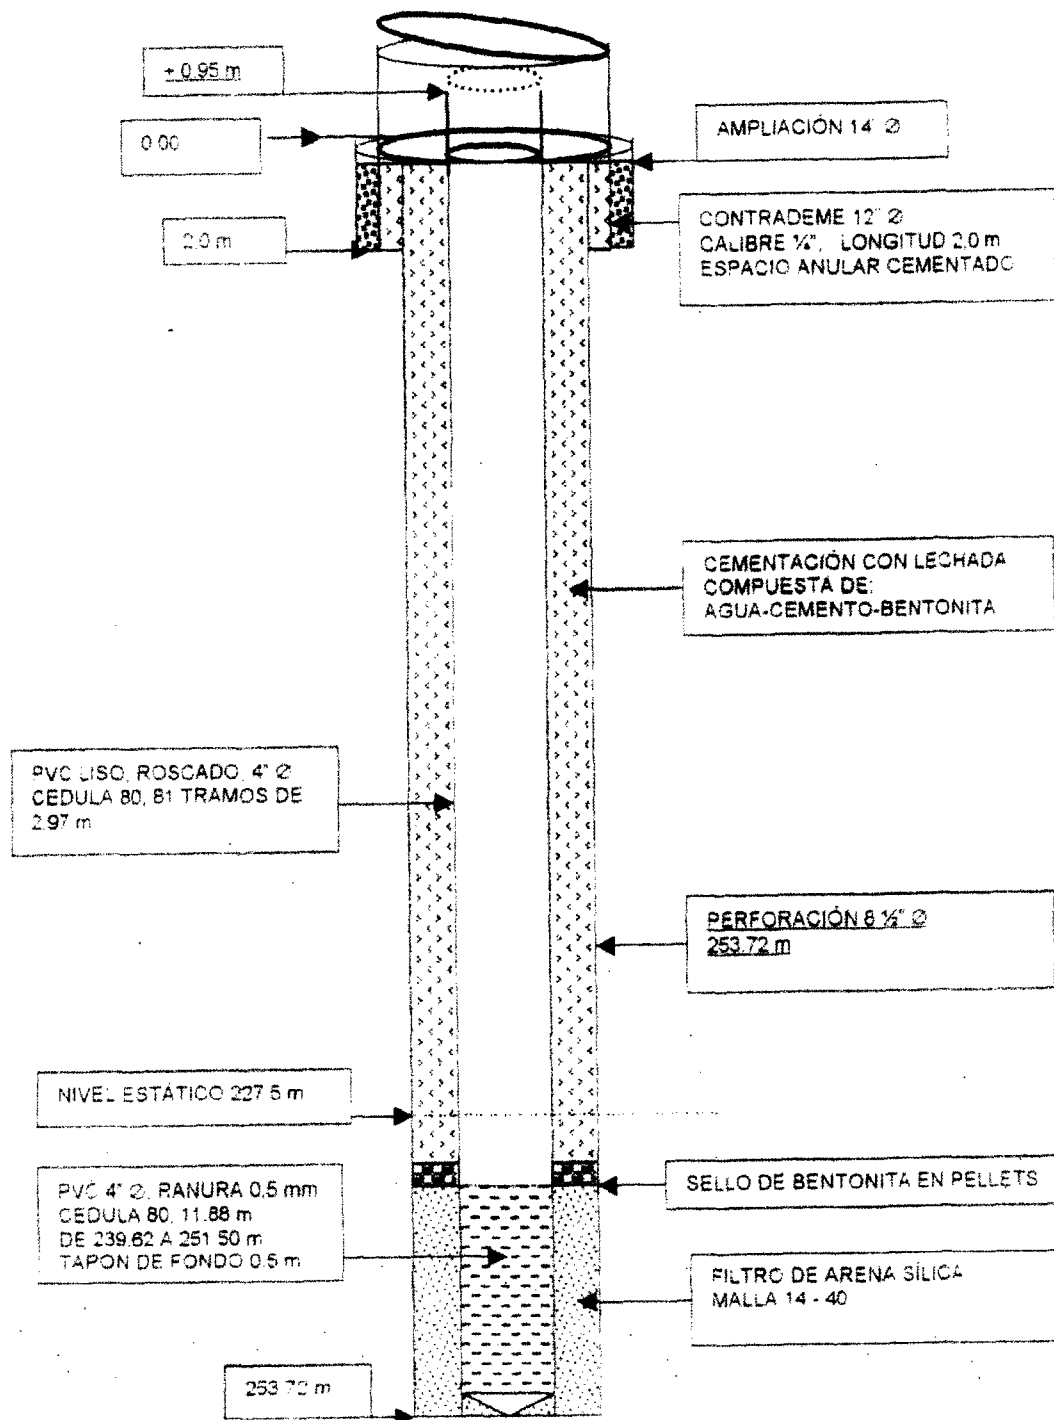 + 0.95 m
0.00
AMPLIACIÓN 14" Ø
2.0 m
CONTRADEME 12" Ø
CALIBRE ¼", LONGITUD 2.0 m
ESPACIO ANULAR CEMENTADO
CEMENTACIÓN CON LECHADA
COMPUESTA DE:
AGUA-CEMENTO-BENTONITA
PVC LISO, ROSCADO, 4" Ø
CEDULA 80, 81 TRAMOS DE
2.97 m
PERFORACIÓN 8 ½" Ø
253.72 m
NIVEL ESTÁTICO 227.5 m
PVC 4" Ø, RANURA 0.5 mm
CEDULA 80, 11.88 m
DE 239.62 A 251.50 m
TAPON DE FONDO 0.5 m
SELLO DE BENTONITA EN PELLETS
FILTRO DE ARENA SÍLICA
MALLA 14 - 40
253.72 m